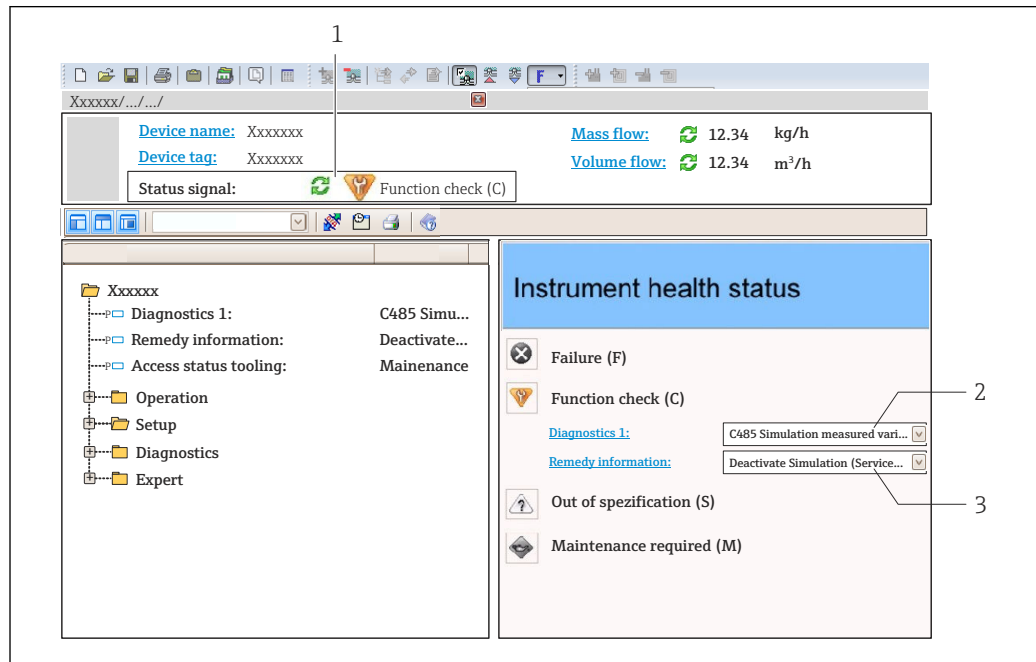 1
F
Xxxxxx/.../.../
Device name: Xxxxxxx
Mass flow: 12.34 kg/h
Device tag: Xxxxxxx
Volume flow: 12.34 m³/h
Status signal: Function check (C)
Xxxxxx
Diagnostics 1: C485 Simu...
Remedy information: Deactivate...
Access status tooling: Mainenance
Operation
Setup
Diagnostics
Expert
Instrument health status
Failure (F)
Function check (C)
Diagnostics 1: C485 Simulation measured vari...
2
Remedy information: Deactivate Simulation (Service...
3
Out of spezification (S)
Maintenance required (M)